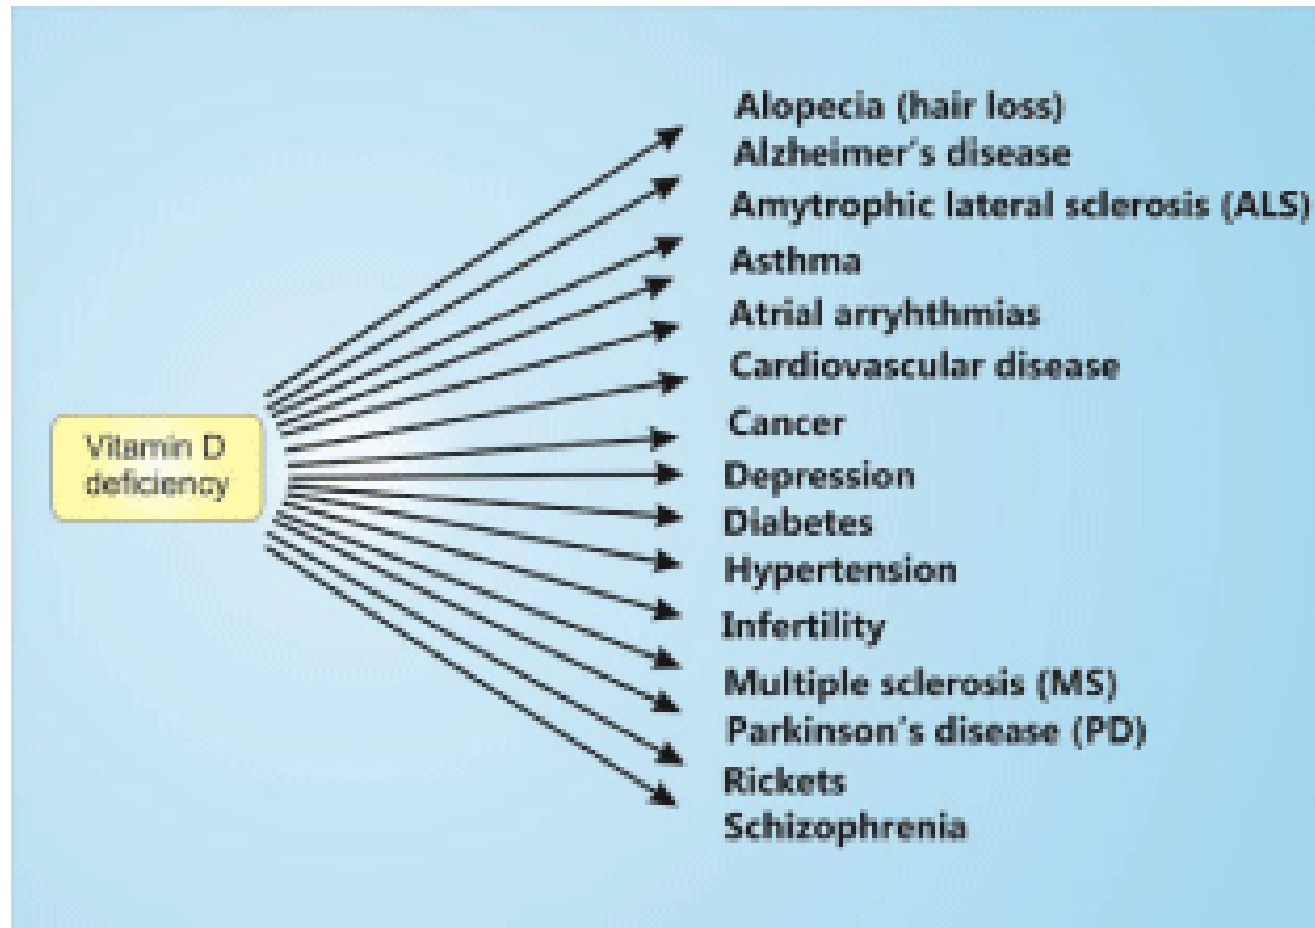 Vitamin D
deficiency
Alopecia (hair loss)
Alzheimer´s disease
Amytrophic lateral sclerosis (ALS)
Asthma
Atrial arryhthmias
Cardiovascular disease
Cancer
Depression
Diabetes
Hypertension
Infertility
Multiple sclerosis (MS)
Parkinson´s disease (PD)
Rickets
Schizophrenia